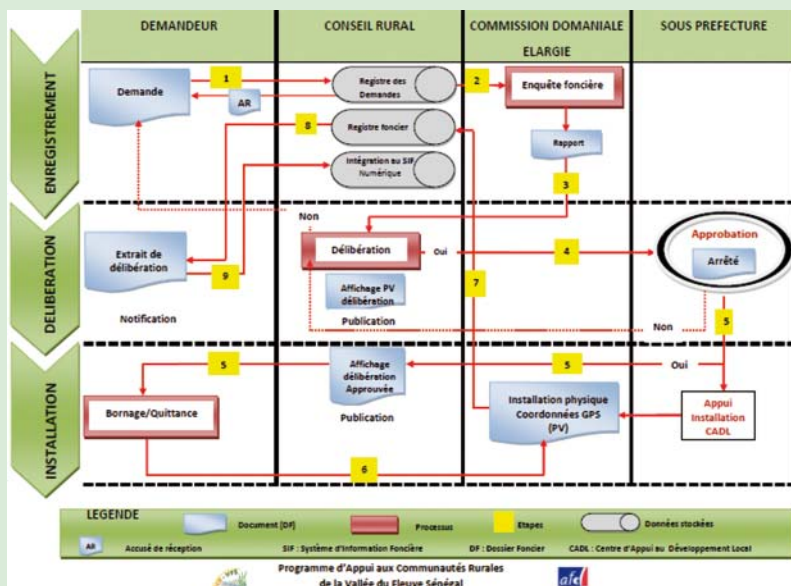 DEMANDEUR
CONSEIL RURAL
COMMISSION DOMANIALE
ELARGIE
SOUS PREFECTURE
ENREGISTREMENT
Demande
1
AR
Registre des
Demandes
2
Enquête foncière
8
Registre foncier
Rapport
Intégration au SIF
Numérique
3
DELIBERATION
Non
Extrait de
délibération
9
Délibération
Oui
4
Approbation
Arrêté
Affichage PV
délibération
7
Notification
Publication
Non
5
INSTALLATION
5
Affichage
délibération
Approuvée
5
Oui
Bornage/Quittance
Publication
Installation physique
Coordonnées GPS
(PV)
Appui
Installation
CADL
6
LEGENDE
Document (DF)
Processus
Etapes
Données stockées
AR
Accusé de réception
SIF : Système d'Information Foncière
DF : Dossier Foncier
CADL : Centre d'Appui au Développement Local
Programme d'Appui aux Communautés Rurales
de la Vallée du Fleuve Sénégal